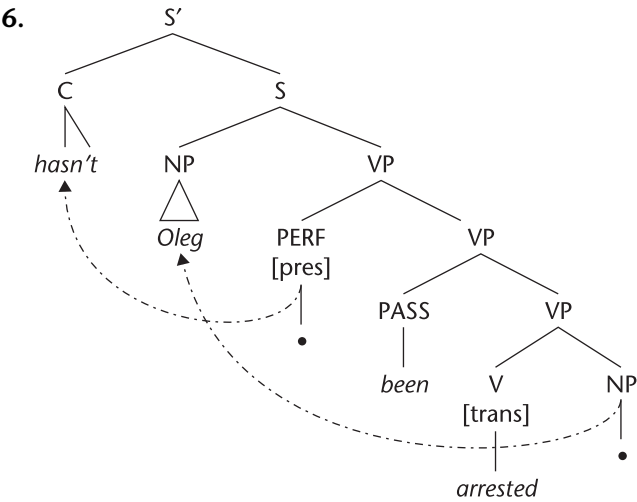 6.
S′
C S
hasn't NP VP
Oleg PERF VP
[pres]
PASS VP
been V NP
[trans]
arrested